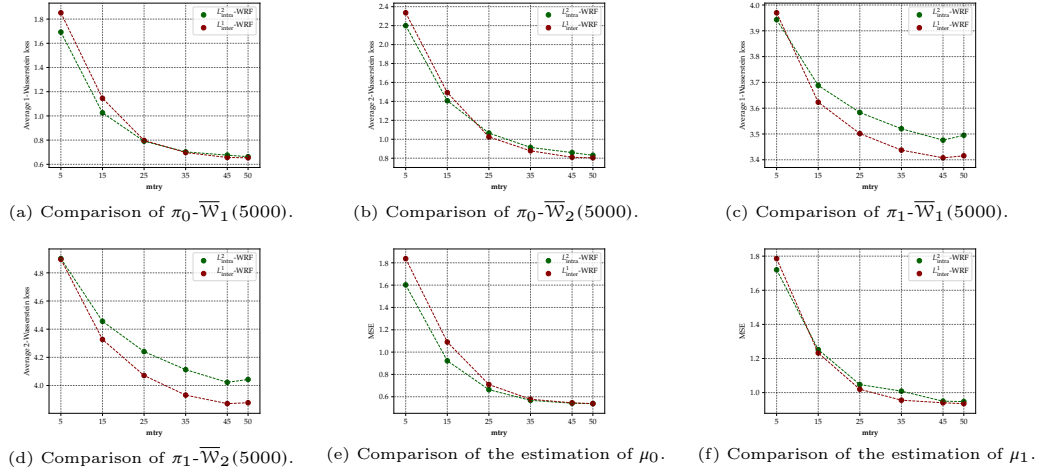 1.8
1.6
1.4
1.2
1.0
0.8
0.6
Average 1-Wasserstein loss
L²intra-WRF
L¹inter-WRF
5 15 25 35 45 50
mtry
(a) Comparison of π₀-W̅₁(5000).
2.4
2.2
2.0
1.8
1.6
1.4
1.2
1.0
0.8
Average 2-Wasserstein loss
L²intra-WRF
L¹inter-WRF
5 15 25 35 45 50
mtry
(b) Comparison of π₀-W̅₂(5000).
4.0
3.9
3.8
3.7
3.6
3.5
3.4
Average 1-Wasserstein loss
L²intra-WRF
L¹inter-WRF
5 15 25 35 45 50
mtry
(c) Comparison of π₁-W̅₁(5000).
4.8
4.6
4.4
4.2
4.0
Average 2-Wasserstein loss
L²intra-WRF
L¹inter-WRF
5 15 25 35 45 50
mtry
(d) Comparison of π₁-W̅₂(5000).
1.8
1.6
1.4
1.2
1.0
0.8
0.6
MSE
L²intra-WRF
L¹inter-WRF
5 15 25 35 45 50
mtry
(e) Comparison of the estimation of μ₀.
1.8
1.6
1.4
1.2
1.0
MSE
L²intra-WRF
L¹inter-WRF
5 15 25 35 45 50
mtry
(f) Comparison of the estimation of μ₁.